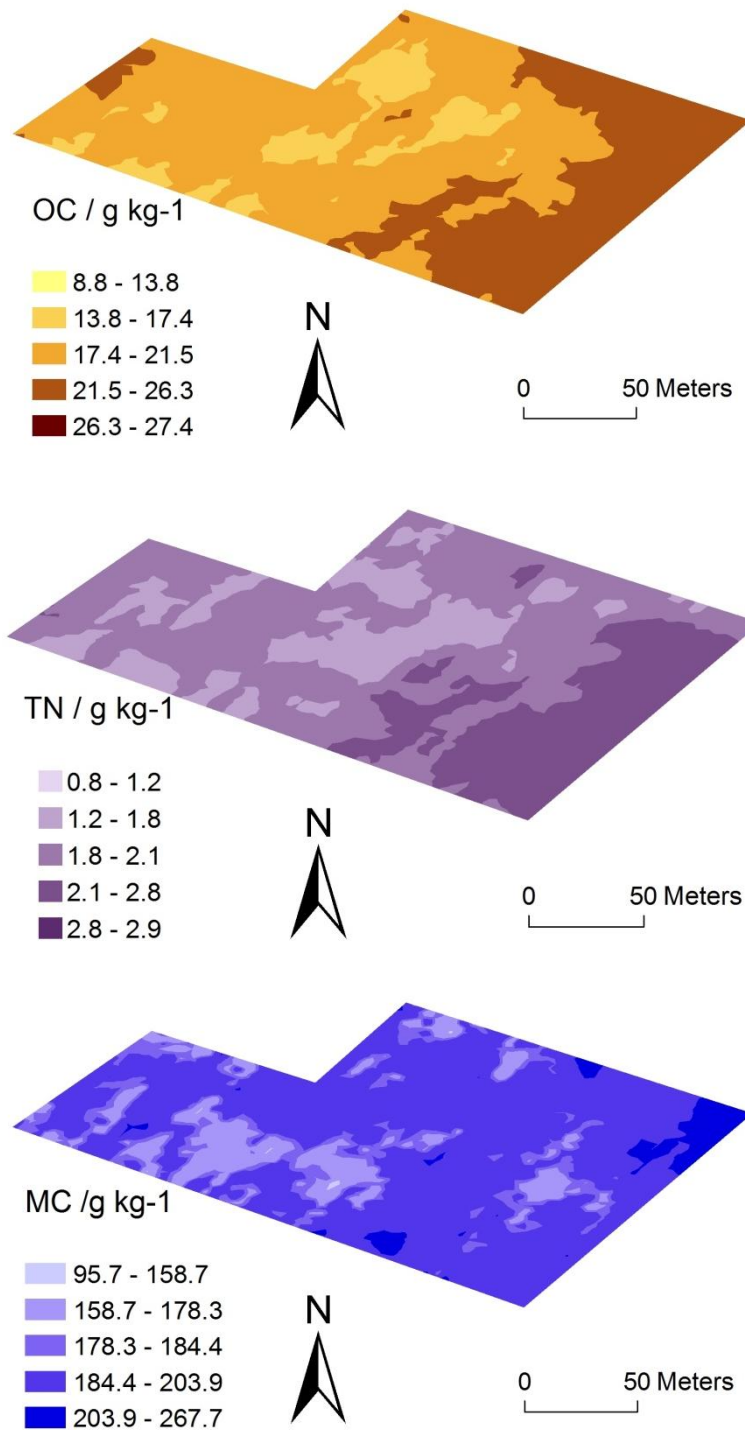 OC / g kg-1
8.8 - 13.8
13.8 - 17.4
17.4 - 21.5
21.5 - 26.3
26.3 - 27.4
N
0 50 Meters
TN / g kg-1
0.8 - 1.2
1.2 - 1.8
1.8 - 2.1
2.1 - 2.8
2.8 - 2.9
N
0 50 Meters
MC /g kg-1
95.7 - 158.7
158.7 - 178.3
178.3 - 184.4
184.4 - 203.9
203.9 - 267.7
N
0 50 Meters